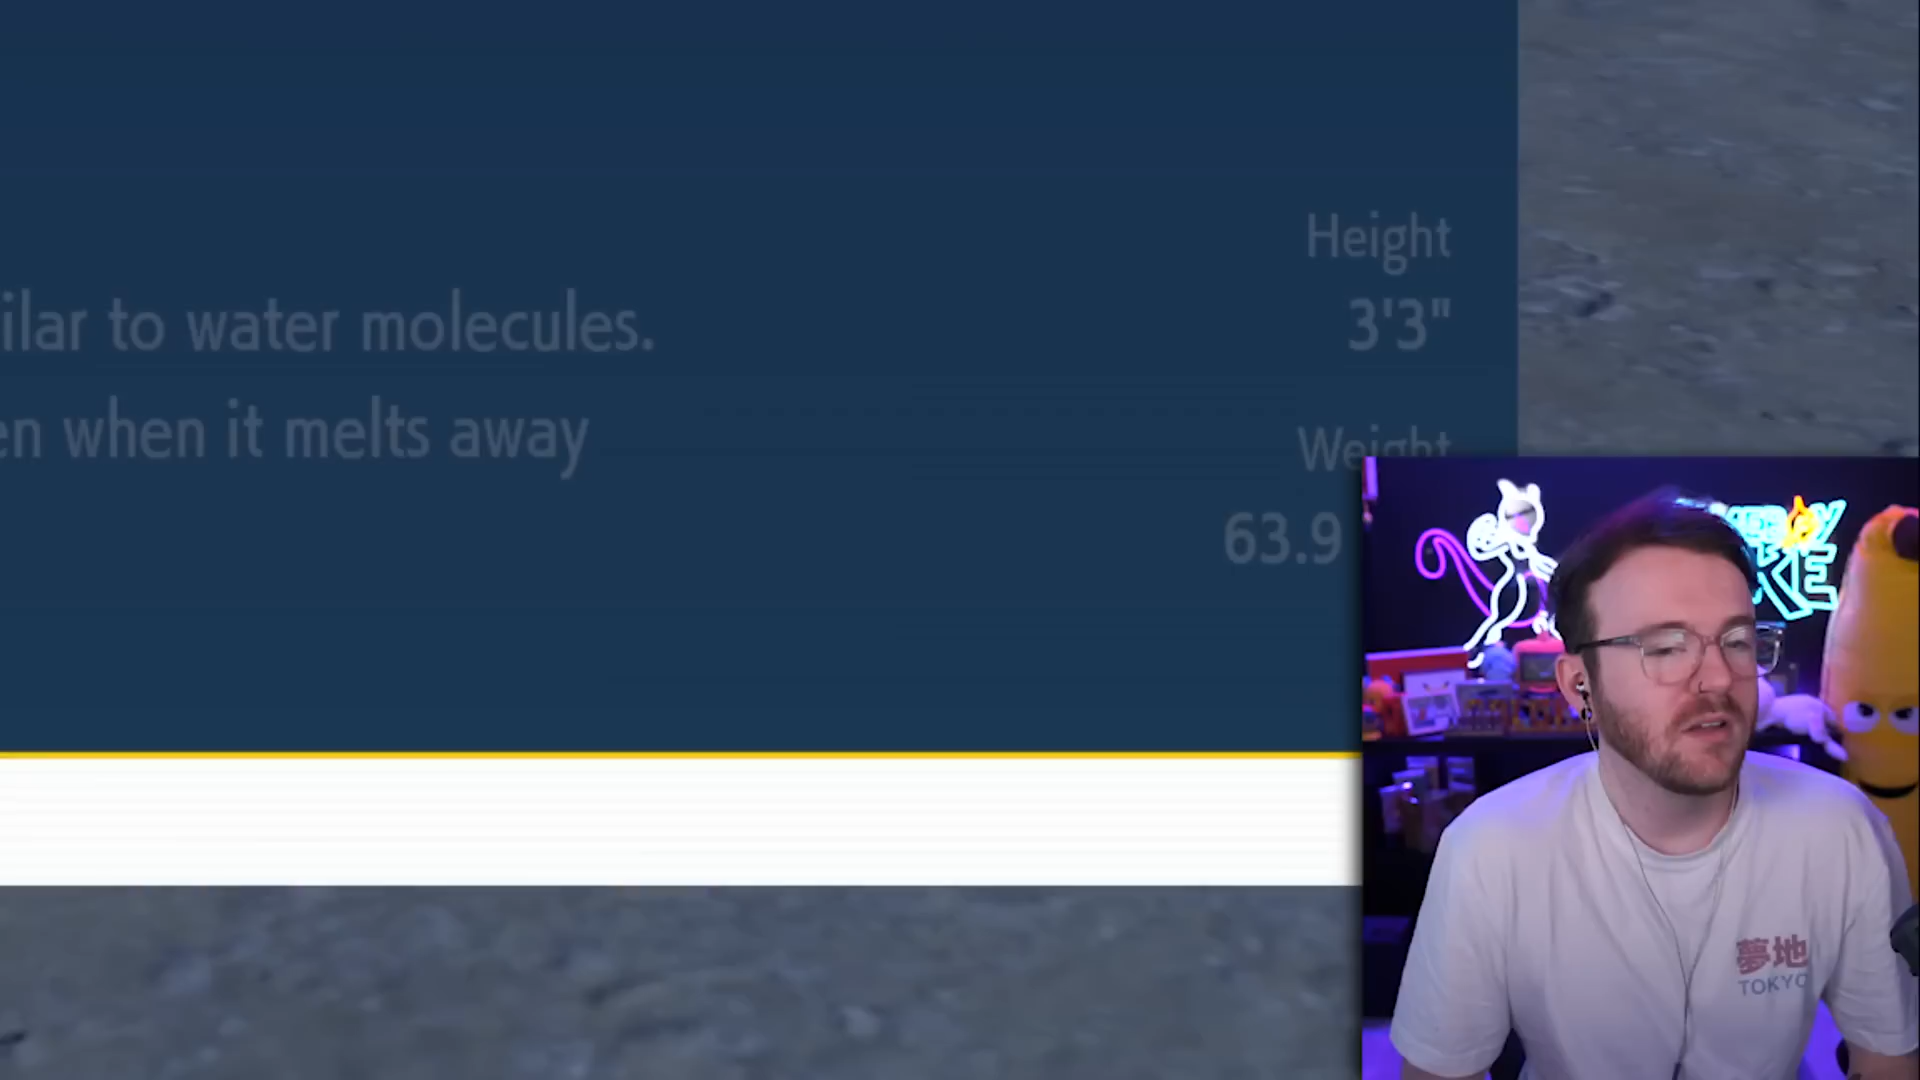 Height
ilar to water molecules.
3'3"
en when it melts away
Weight
63.9
夢地
TOKYO